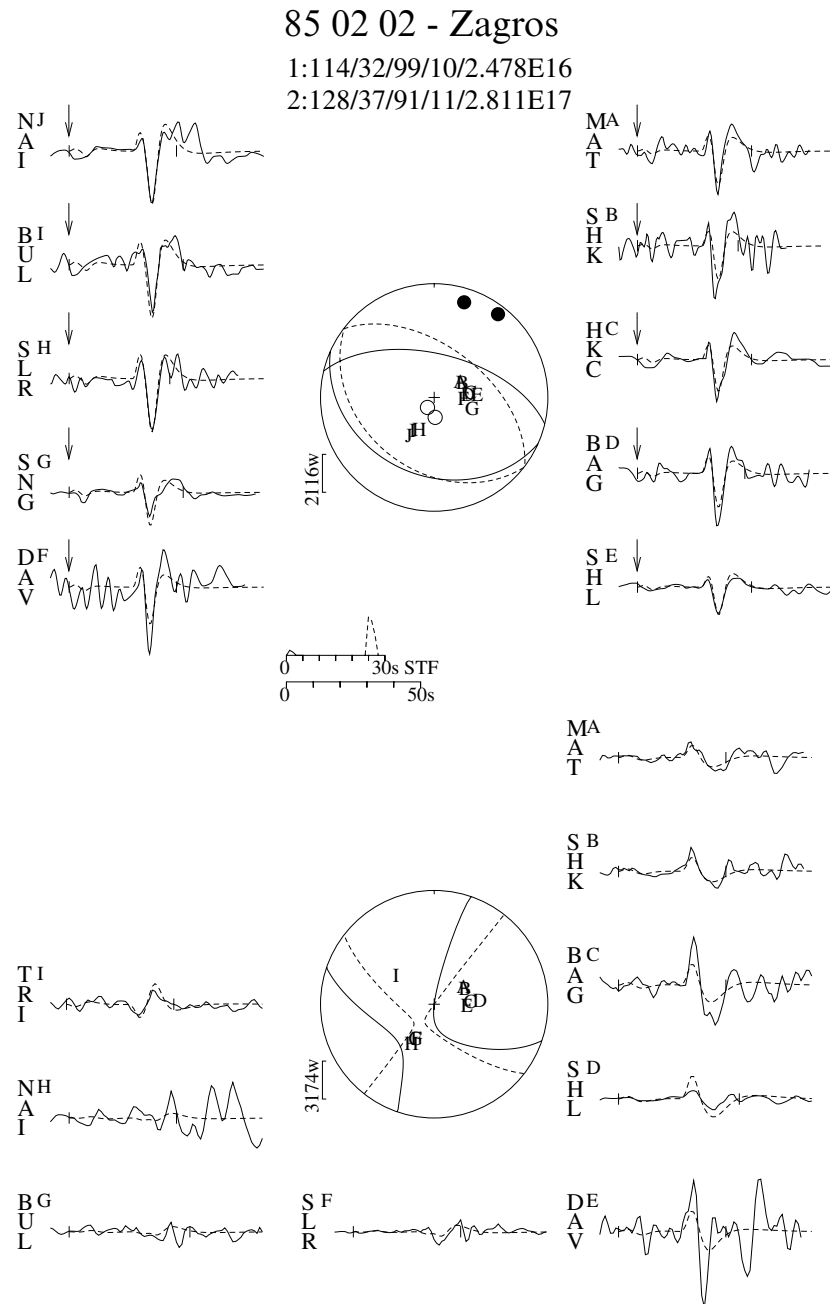 85 02 02 - Zagros
1:114/32/99/10/2.478E16
2:128/37/91/11/2.811E17
NAI J
BUL I
SLR H
SNG G
DAV F
MAT A
SHK B
HKC C
BAG D
SHL E
A B
D E
G
J I H
2116w
0 30s STF
0 50s
MAT A
SHK B
BAG C
SHL D
DAV E
TRI I
NAI H
BUL G
SLR F
I
A B
C D
E
H G
3174w